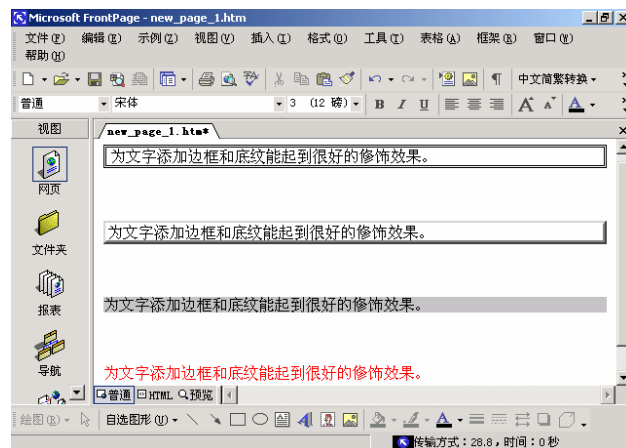 Microsoft FrontPage - new_page_1.htm
文件(F) 编辑(E) 示例(Z) 视图(V) 插入(I) 格式(O) 工具(T) 表格(A) 框架(R) 窗口(W)
帮助(H)
中文简繁转换
普通 宋体 3 (12 磅) B I U A A A
视图 new_page_1.htm*
为文字添加边框和底纹能起到很好的修饰效果。
网页
为文字添加边框和底纹能起到很好的修饰效果。
文件夹
为文字添加边框和底纹能起到很好的修饰效果。
报表
导航
为文字添加边框和底纹能起到很好的修饰效果。
普通 HTML 预览
绘图(R) 自选图形(U) A
传输方式：28.8，时间：0 秒